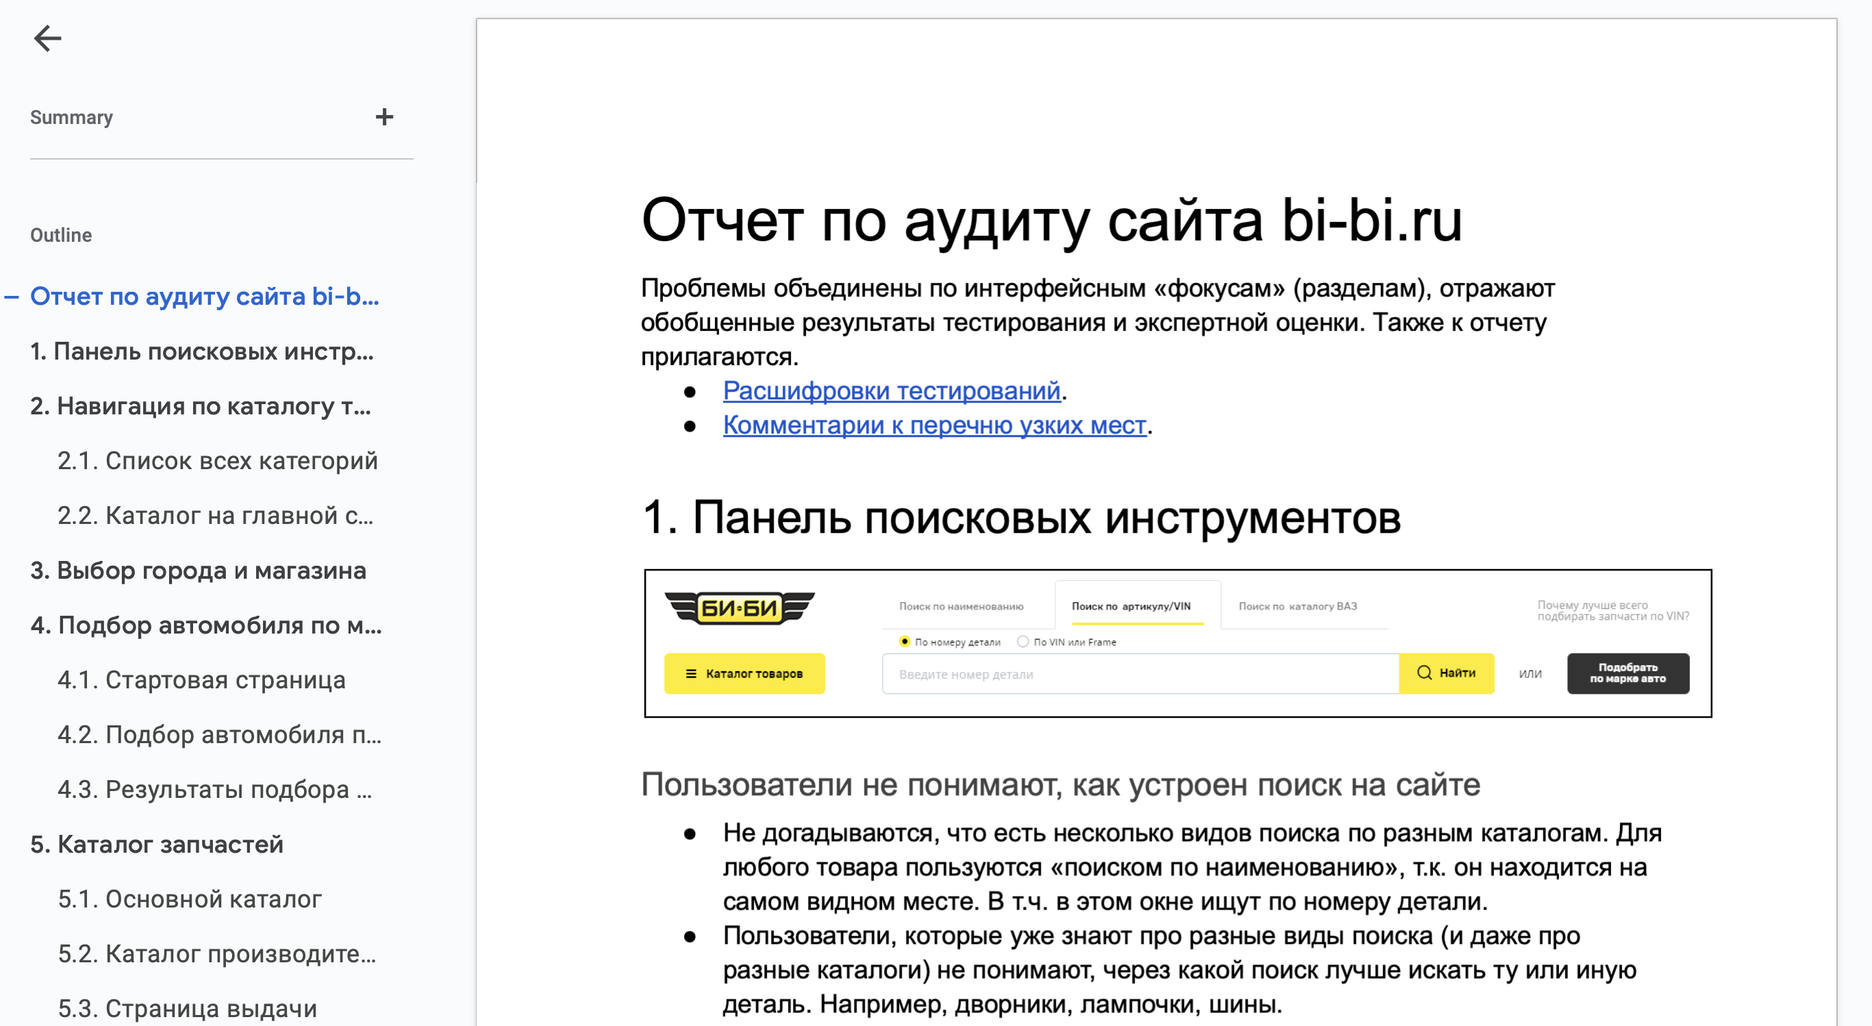 Summary
Outline
Отчет по аудиту сайта bi-b...
1. Панель поисковых инстр...
2. Навигация по каталогу т...
2.1. Список всех категорий
2.2. Каталог на главной с...
3. Выбор города и магазина
4. Подбор автомобиля по м...
4.1. Стартовая страница
4.2. Подбор автомобиля п...
4.3. Результаты подбора ...
5. Каталог запчастей
5.1. Основной каталог
5.2. Каталог производите...
5.3. Страница выдачи
Отчет по аудиту сайта bi-bi.ru
Проблемы объединены по интерфейсным «фокусам» (разделам), отражают
обобщенные результаты тестирования и экспертной оценки. Также к отчету
прилагаются.
● Расшифровки тестирований.
● Комментарии к перечню узких мест.
1. Панель поисковых инструментов
БИ•БИ
Поиск по наименованию
Поиск по артикулу/VIN
Поиск по каталогу ВАЗ
Почему лучше всего
подбирать запчасти по VIN?
По номеру детали
По VIN или Frame
Каталог товаров
Введите номер детали
Найти
или
Подобрать
по марке авто
Пользователи не понимают, как устроен поиск на сайте
● Не догадываются, что есть несколько видов поиска по разным каталогам. Для
любого товара пользуются «поиском по наименованию», т.к. он находится на
самом видном месте. В т.ч. в этом окне ищут по номеру детали.
● Пользователи, которые уже знают про разные виды поиска (и даже про
разные каталоги) не понимают, через какой поиск лучше искать ту или иную
деталь. Например, дворники, лампочки, шины.